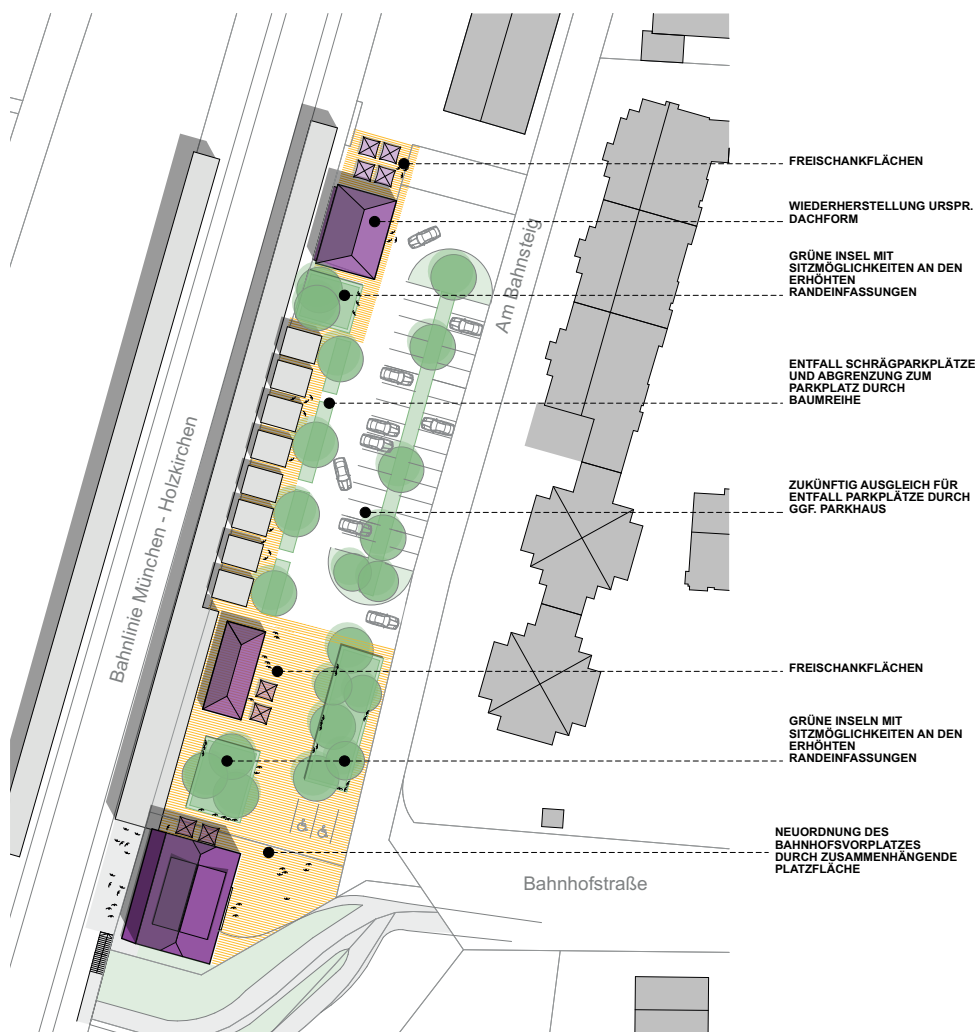 FREISCHANKFLÄCHEN
WIEDERHERSTELLUNG URSPR.
DACHFORM
GRÜNE INSEL MIT
SITZMÖGLICHKEITEN AN DEN
ERHÖHTEN
RANDEINFASSUNGEN
Am Bahnsteig
ENTFALL SCHRÄGPARKPLÄTZE
UND ABGRENZUNG ZUM
PARKPLATZ DURCH
BAUMREIHE
Bahnlinie München - Holzkirchen
ZUKÜNFTIG AUSGLEICH FÜR
ENTFALL PARKPLÄTZE DURCH
GGF. PARKHAUS
FREISCHANKFLÄCHEN
GRÜNE INSELN MIT
SITZMÖGLICHKEITEN AN DEN
ERHÖHTEN
RANDEINFASSUNGEN
NEUORDNUNG DES
BAHNHOFSVORPLATZES
DURCH ZUSAMMENHÄNGENDE
PLATZFLÄCHE
Bahnhofstraße